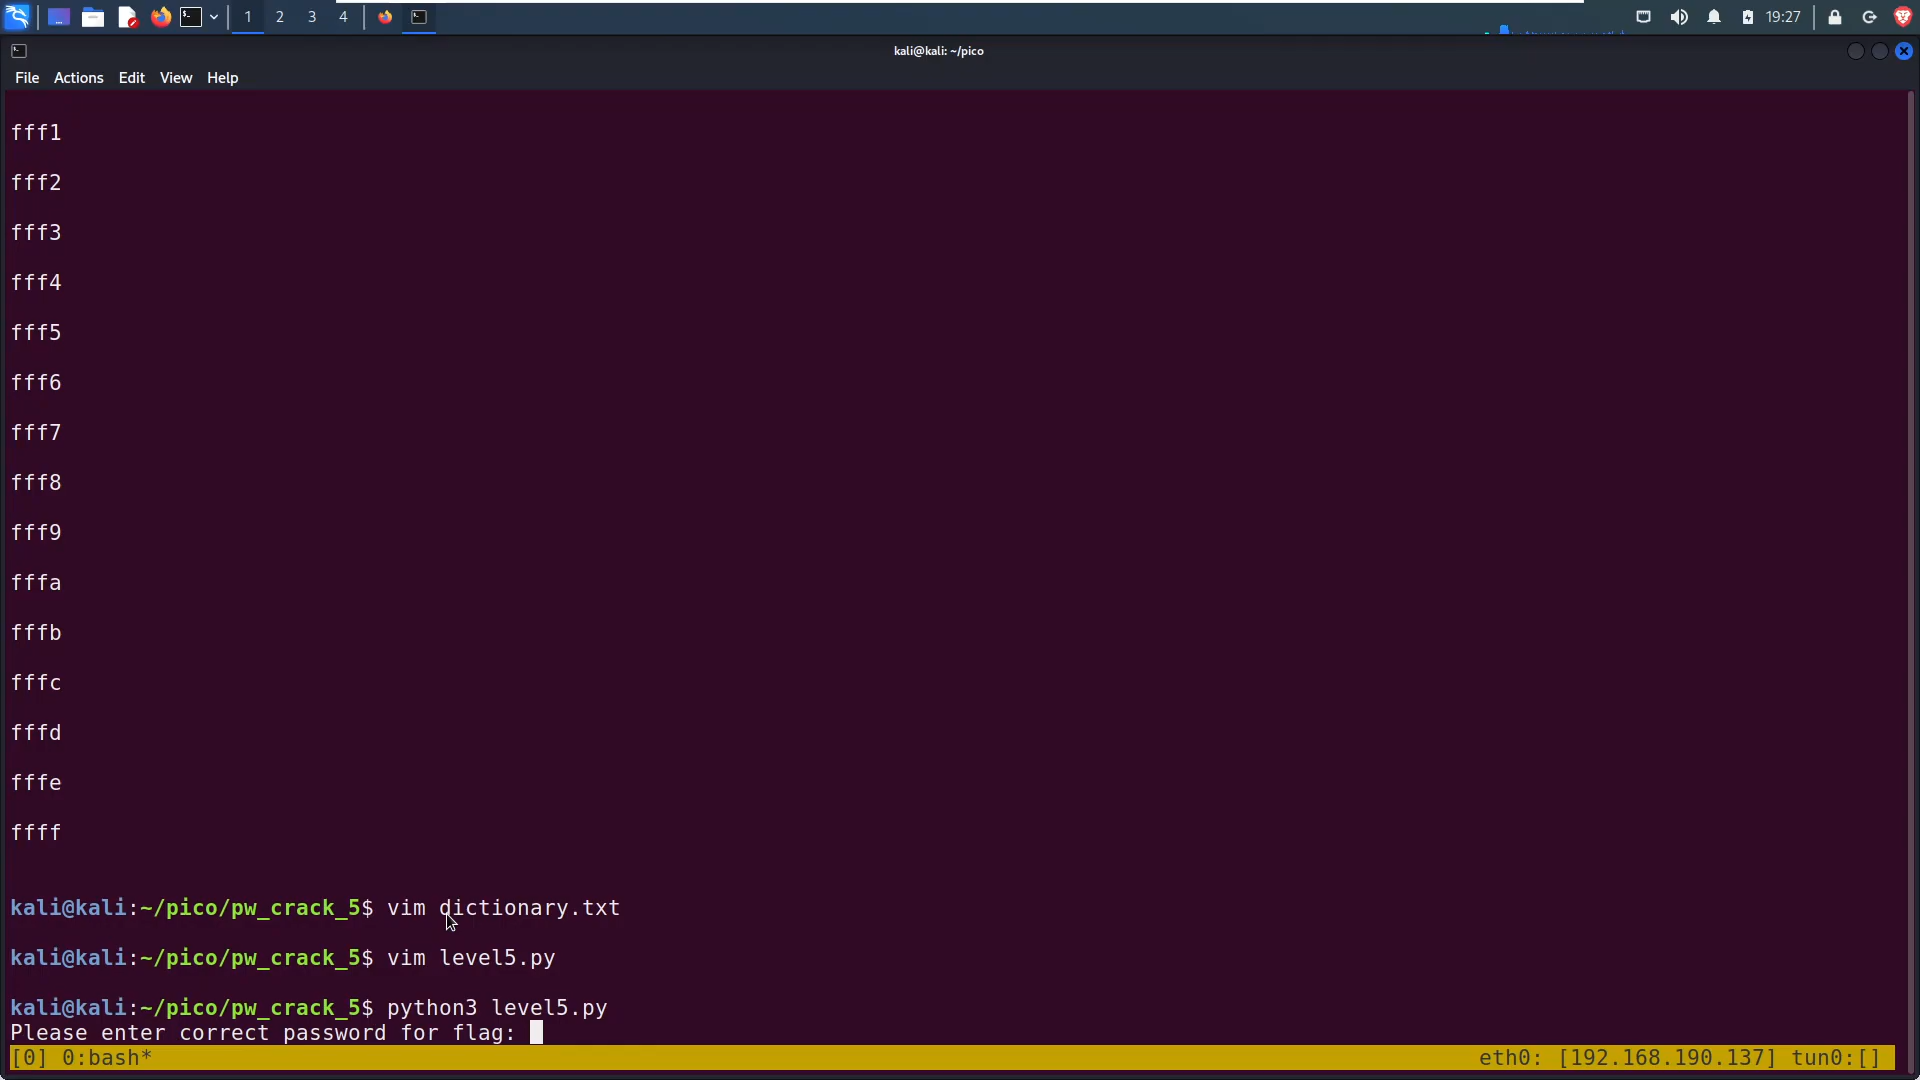 1 2 3 4 19:27
kali@kali: ~/pico
File Actions Edit View Help
fff1
fff2
fff3
fff4
fff5
fff6
fff7
fff8
fff9
fffa
fffb
fffc
fffd
fffe
ffff
kali@kali:~/pico/pw_crack_5$ vim dictionary.txt
kali@kali:~/pico/pw_crack_5$ vim level5.py
kali@kali:~/pico/pw_crack_5$ python3 level5.py
Please enter correct password for flag:
[0] 0:bash* eth0: [192.168.190.137] tun0:[]